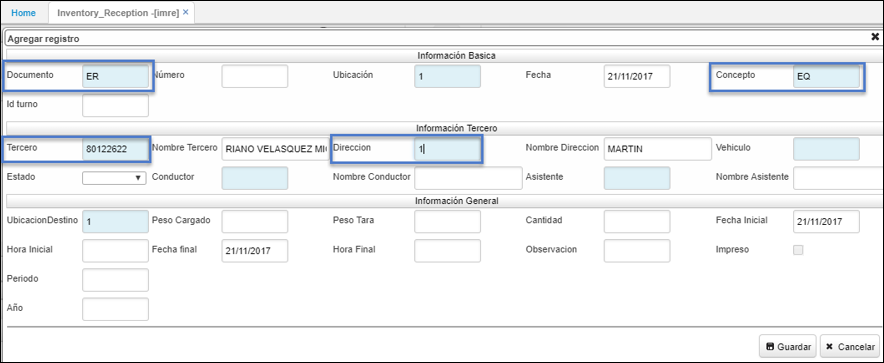 Home Inventory_Reception -[imre] ×
Agregar registro ✖
Información Basica
Documento ER Número Ubicación 1 Fecha 21/11/2017 Concepto EQ
Id turno
Información Tercero
Tercero 80122622 Nombre Tercero RIANO VELASQUEZ Direccion 1 Nombre Direccion MARTIN Vehiculo
Estado Conductor Nombre Conductor Asistente Nombre Asistente
Información General
UbicacionDestino 1 Peso Cargado Peso Tara Cantidad Fecha Inicial 21/11/2017
Hora Inicial Fecha final 21/11/2017 Hora Final Observacion Impreso
Periodo
Año
Guardar ✖ Cancelar